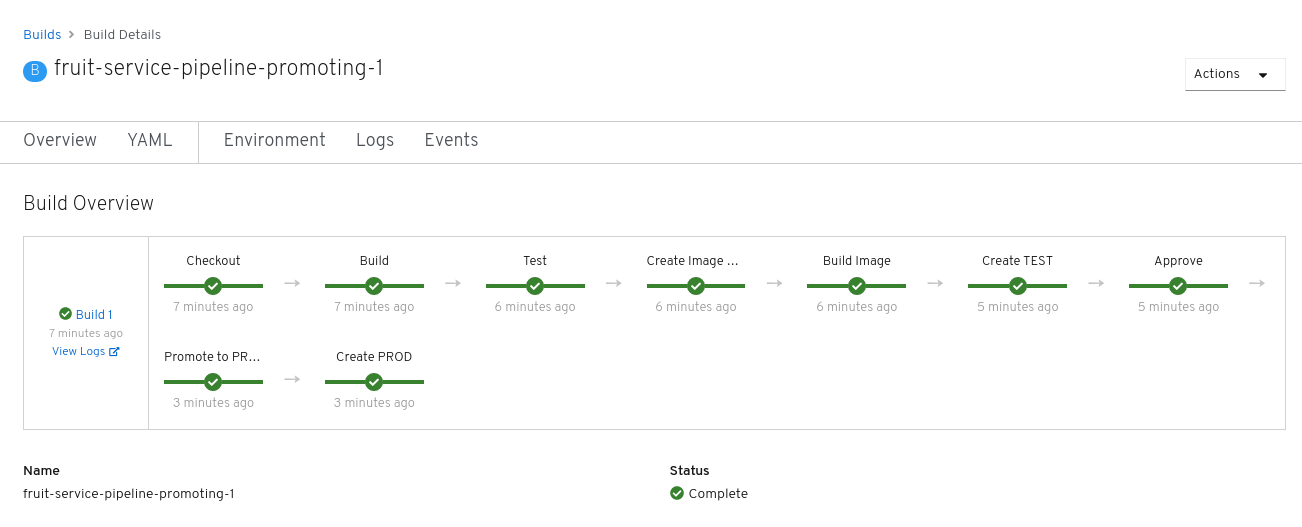 Builds > Build Details
B fruit-service-pipeline-promoting-1
Actions
Overview YAML Environment Logs Events
Build Overview
Build 1
7 minutes ago
View Logs
Checkout Build Test Create Image ... Build Image Create TEST Approve
7 minutes ago 7 minutes ago 6 minutes ago 6 minutes ago 6 minutes ago 5 minutes ago 5 minutes ago
Promote to PR... Create PROD
3 minutes ago 3 minutes ago
Name Status
fruit-service-pipeline-promoting-1 Complete